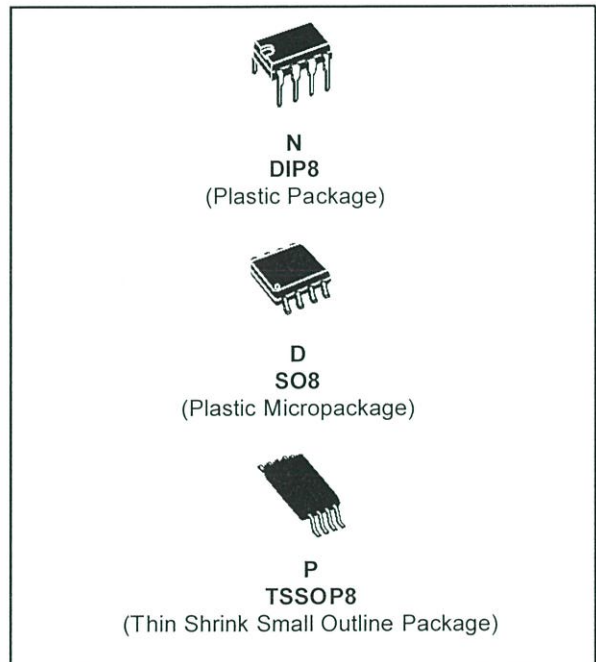 N
DIP8
(Plastic Package)
D
SO8
(Plastic Micropackage)
P
TSSOP8
(Thin Shrink Small Outline Package)